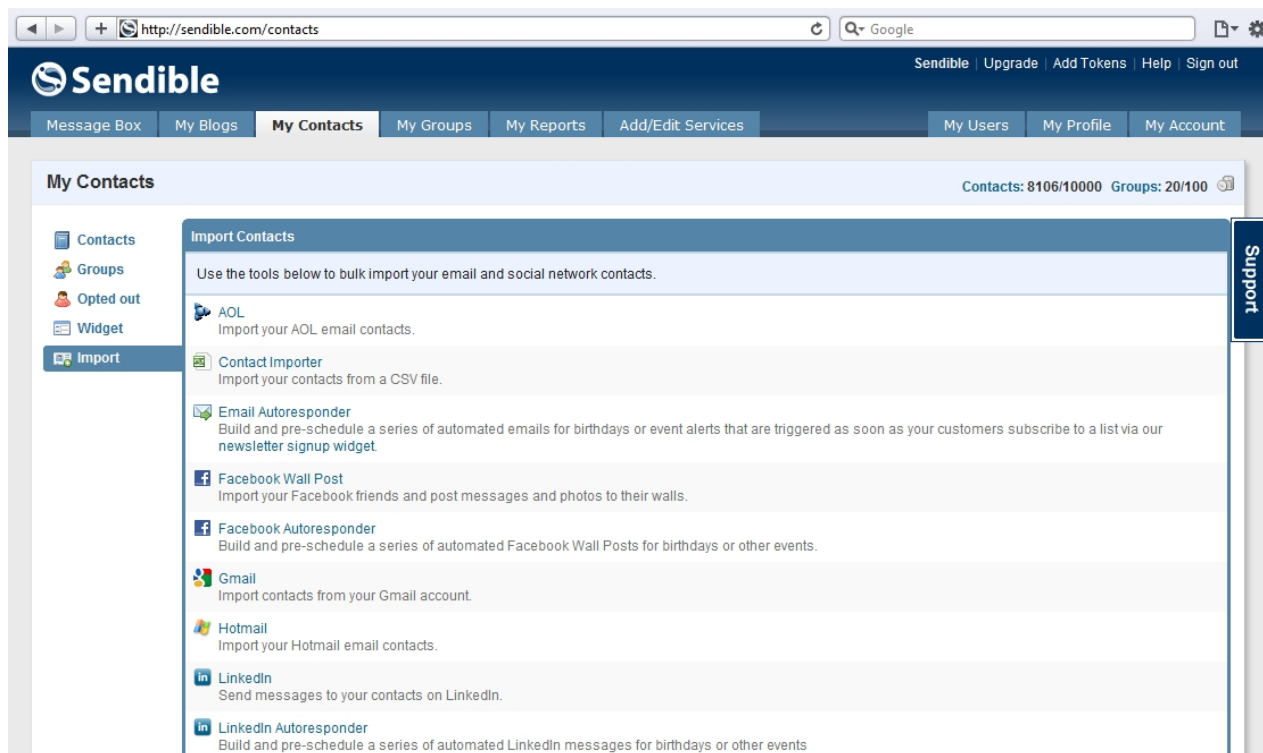 http://sendible.com/contacts
Google
Sendible | Upgrade | Add Tokens | Help | Sign out
Sendible
Message Box My Blogs My Contacts My Groups My Reports Add/Edit Services My Users My Profile My Account
My Contacts
Contacts: 8106/10000 Groups: 20/100
Contacts
Groups
Opted out
Widget
Import
Import Contacts
Use the tools below to bulk import your email and social network contacts.
AOL
Import your AOL email contacts.
Contact Importer
Import your contacts from a CSV file.
Email Autoresponder
Build and pre-schedule a series of automated emails for birthdays or event alerts that are triggered as soon as your customers subscribe to a list via our
newsletter signup widget.
Facebook Wall Post
Import your Facebook friends and post messages and photos to their walls.
Facebook Autoresponder
Build and pre-schedule a series of automated Facebook Wall Posts for birthdays or other events.
Gmail
Import contacts from your Gmail account.
Hotmail
Import your Hotmail email contacts.
LinkedIn
Send messages to your contacts on LinkedIn.
LinkedIn Autoresponder
Build and pre-schedule a series of automated LinkedIn messages for birthdays or other events
Support